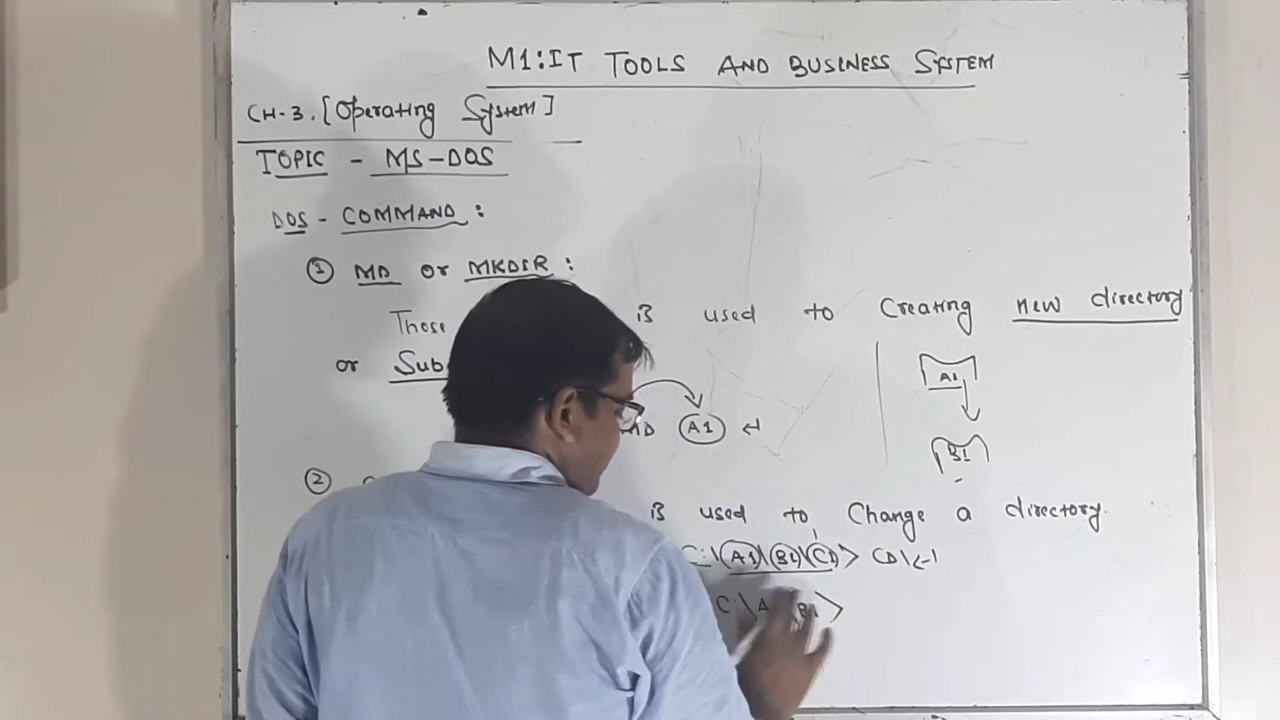 M1:IT TOOLS AND BUSINESS SYSTEM
CH-3. [Operating System]
TOPIC - MS-DOS
DOS - COMMAND :
① MD or MKDIR :
is used to Creating new directory
or Sub
A1
MD A1 ↵
B1
②
is used to Change a directory.
C:\A1\B1\C1> CD\↵
C:\